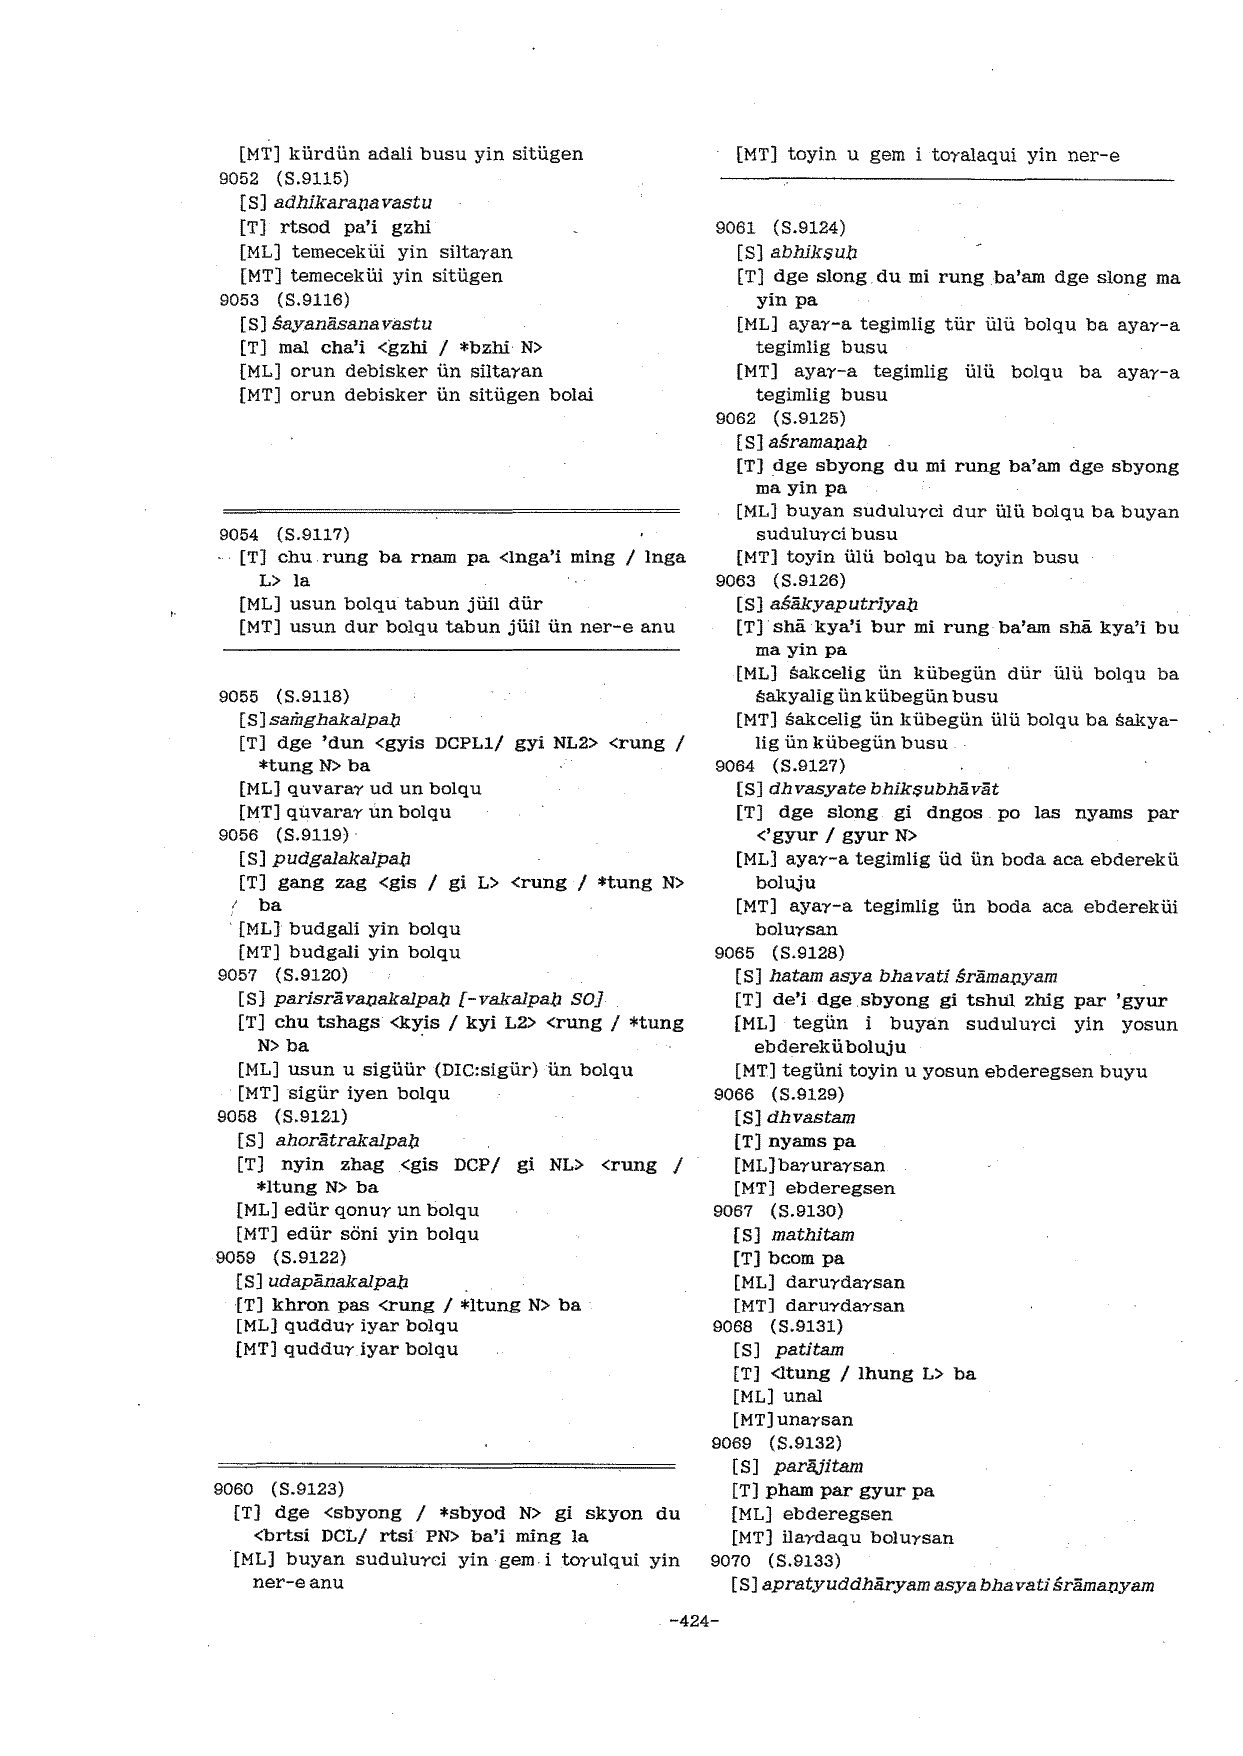 [MT] kürdün adali busu yin sitügen
9052 (S.9115)
[S] adhikaraṇavastu
[T] rtsod pa'i gzhi
[ML] temeceküi yin siltaγan
[MT] temeceküi yin sitügen
9053 (S.9116)
[S] śayanāsanavastu
[T] mal cha'i <gzhi / *bzhi N>
[ML] orun debisker ün siltaγan
[MT] orun debisker ün sitügen bolai
9054 (S.9117)
[T] chu rung ba rnam pa <lnga'i ming / lnga
L> la
[ML] usun bolqu tabun jüil dür
[MT] usun dur bolqu tabun jüil ün ner-e anu
9055 (S.9118)
[S] saṁghakalpaḥ
[T] dge 'dun <gyis DCPL1/ gyi NL2> <rung /
*tung N> ba
[ML] quvaraγ ud un bolqu
[MT] quvaraγ un bolqu
9056 (S.9119)
[S] pudgalakalpaḥ
[T] gang zag <gis / gi L> <rung / *tung N>
ba
[ML] budgali yin bolqu
[MT] budgali yin bolqu
9057 (S.9120)
[S] parisrāvaṇakalpaḥ [-vakalpaḥ SO]
[T] chu tshags <kyis / kyi L2> <rung / *tung
N> ba
[ML] usun u sigüür (DIC:sigür) ün bolqu
[MT] sigür iyen bolqu
9058 (S.9121)
[S] ahorātrakalpaḥ
[T] nyin zhag <gis DCP/ gi NL> <rung /
*ltung N> ba
[ML] edür qonuγ un bolqu
[MT] edür söni yin bolqu
9059 (S.9122)
[S] udapānakalpaḥ
[T] khron pas <rung / *ltung N> ba
[ML] qudduγ iyar bolqu
[MT] qudduγ iyar bolqu
9060 (S.9123)
[T] dge <sbyong / *sbyod N> gi skyon du
<brtsi DCL/ rtsi PN> ba'i ming la
[ML] buyan suduluγci yin gem i toγulqui yin
ner-e anu
[MT] toyin u gem i toγalaqui yin ner-e
9061 (S.9124)
[S] abhikṣuḥ
[T] dge slong du mi rung ba'am dge slong ma
yin pa
[ML] ayaγ-a tegimlig tür ülü bolqu ba ayaγ-a
tegimlig busu
[MT] ayaγ-a tegimlig ülü bolqu ba ayaγ-a
tegimlig busu
9062 (S.9125)
[S] aśramaṇaḥ
[T] dge sbyong du mi rung ba'am dge sbyong
ma yin pa
[ML] buyan suduluγci dur ülü bolqu ba buyan
suduluγci busu
[MT] toyin ülü bolqu ba toyin busu
9063 (S.9126)
[S] aśākyaputrīyaḥ
[T] shā kya'i bur mi rung ba'am shā kya'i bu
ma yin pa
[ML] śakcelig ün kübegün dür ülü bolqu ba
śakyalig ün kübegün busu
[MT] śakcelig ün kübegün ülü bolqu ba śakya-
lig ün kübegün busu
9064 (S.9127)
[S] dhvasyate bhikṣubhāvāt
[T] dge slong gi dngos po las nyams par
<'gyur / gyur N>
[ML] ayaγ-a tegimlig üd ün boda aca ebderekü
boluju
[MT] ayaγ-a tegimlig ün boda aca ebdereküi
boluγsan
9065 (S.9128)
[S] hatam asya bhavati śrāmaṇyam
[T] de'i dge sbyong gi tshul zhig par 'gyur
[ML] tegün i buyan suduluγci yin yosun
ebderekü boluju
[MT] tegüni toyin u yosun ebderegsen buyu
9066 (S.9129)
[S] dhvastam
[T] nyams pa
[ML] baγuraγsan
[MT] ebderegsen
9067 (S.9130)
[S] mathitam
[T] bcom pa
[ML] daruγdaγsan
[MT] daruγdaγsan
9068 (S.9131)
[S] patitam
[T] <ltung / lhung L> ba
[ML] unal
[MT] unaγsan
9069 (S.9132)
[S] parājitam
[T] pham par gyur pa
[ML] ebderegsen
[MT] ilaγdaqu boluγsan
9070 (S.9133)
[S] apratyuddhāryam asya bhavati śrāmaṇyam
-424-